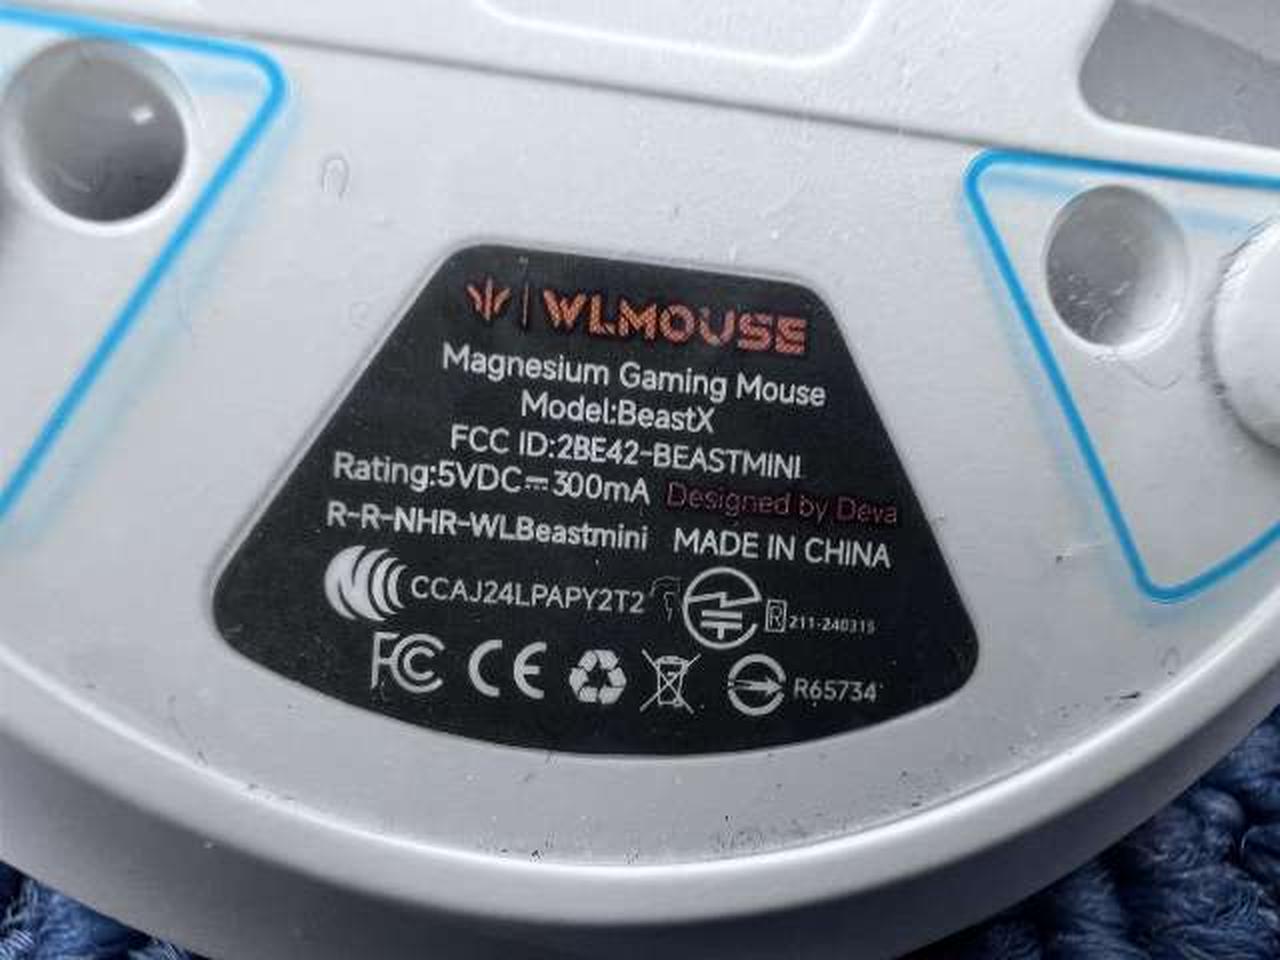 WLMOUSE
Magnesium Gaming Mouse
Model:BeastX
FCC ID:2BE42-BEASTMINI
Rating:5VDC⎓300mA Designed by Deva
R-R-NHR-WLBeastmini MADE IN CHINA
CCAJ24LPAPY2T2 R 211-240315
FC CE R65734